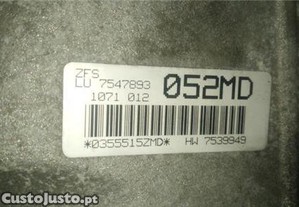 ZFS
LU 7547893 052MD
1071 012
*0355515ZMD* HW 7539949
CustoJusto.pt